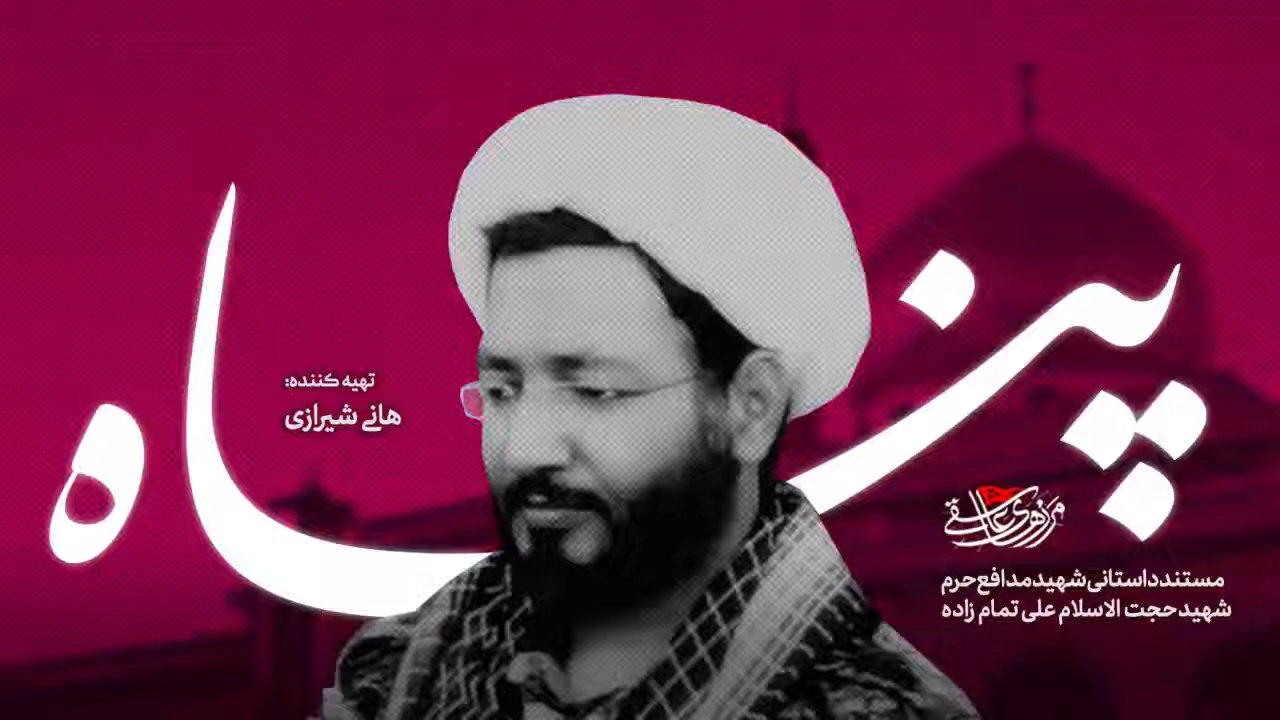 پناه
تهیه کننده:
هانی شیرازی
مرزهای عاشقی
مستند داستانی شهید مدافع حرم
شهید حجت الاسلام علی تمام زاده